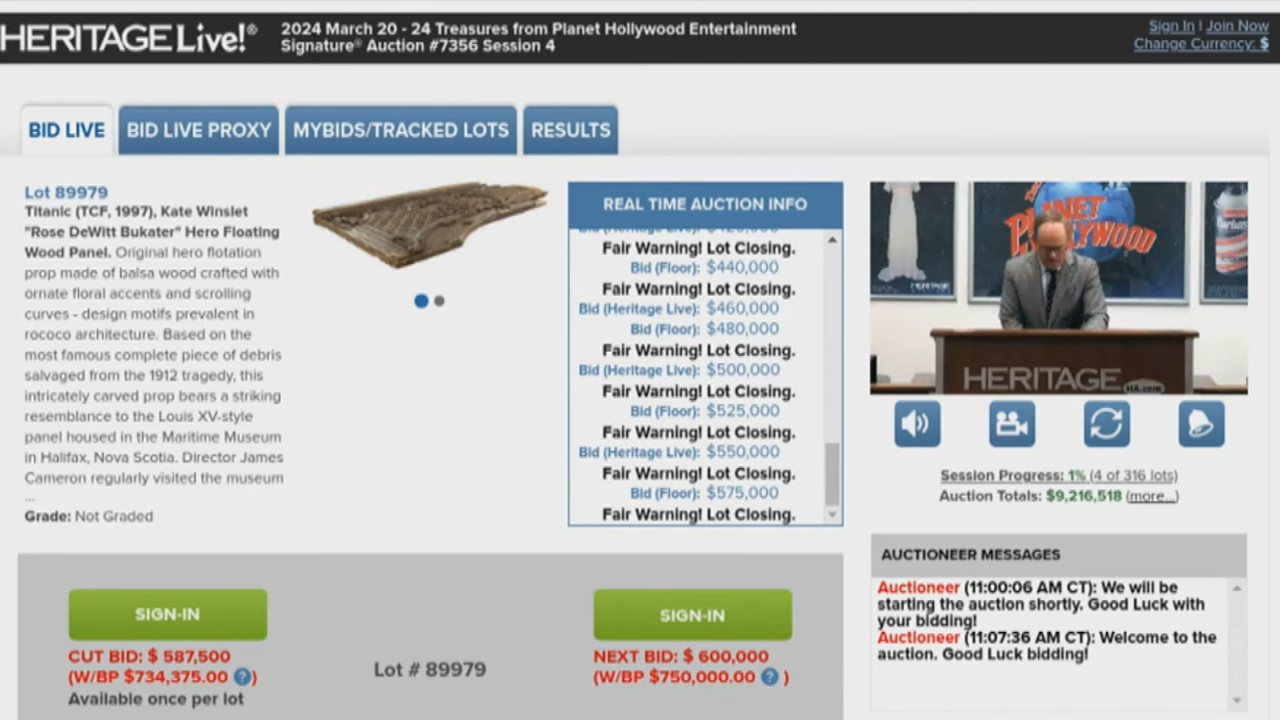 HERITAGE Live!®
2024 March 20 - 24 Treasures from Planet Hollywood Entertainment
Signature® Auction #7356 Session 4
Sign In | Join Now
Change Currency: $
BID LIVE
BID LIVE PROXY
MYBIDS/TRACKED LOTS
RESULTS
Lot 89979
Titanic (TCF, 1997), Kate Winslet
"Rose DeWitt Bukater" Hero Floating
Wood Panel. Original hero flotation
prop made of balsa wood crafted with
ornate floral accents and scrolling
curves - design motifs prevalent in
rococo architecture. Based on the
most famous complete piece of debris
salvaged from the 1912 tragedy, this
intricately carved prop bears a striking
resemblance to the Louis XV-style
panel housed in the Maritime Museum
in Halifax, Nova Scotia. Director James
Cameron regularly visited the museum
...
Grade: Not Graded
REAL TIME AUCTION INFO
Fair Warning! Lot Closing.
Bid (Floor): $440,000
Fair Warning! Lot Closing.
Bid (Heritage Live): $460,000
Bid (Floor): $480,000
Fair Warning! Lot Closing.
Bid (Heritage Live): $500,000
Fair Warning! Lot Closing.
Bid (Floor): $525,000
Fair Warning! Lot Closing.
Bid (Heritage Live): $550,000
Fair Warning! Lot Closing.
Bid (Floor): $575,000
Fair Warning! Lot Closing.
PLANET
HOLLYWOOD
HERITAGE
HA.com
Session Progress: 1% (4 of 316 lots)
Auction Totals: $9,216,518 (more...)
AUCTIONEER MESSAGES
Auctioneer (11:00:06 AM CT): We will be
starting the auction shortly. Good Luck with
your bidding!
Auctioneer (11:07:36 AM CT): Welcome to the
auction. Good Luck bidding!
SIGN-IN
CUT BID: $ 587,500
(W/BP $734,375.00 ?)
Available once per lot
Lot # 89979
SIGN-IN
NEXT BID: $ 600,000
(W/BP $750,000.00 ? )